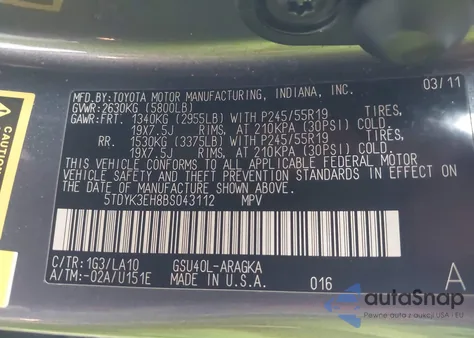 MFD.BY:TOYOTA MOTOR MANUFACTURING, INDIANA, INC. 03/11
GVWR:2630KG (5800LB)
GAWR:FRT. 1340KG (2955LB) WITH P245/55R19 TIRES,
19X7.5J RIMS, AT 210KPA (30PSI) COLD.
RR. 1530KG (3375LB) WITH P245/55R19 TIRES,
19X7.5J RIMS, AT 210KPA (30PSI) COLD.
THIS VEHICLE CONFORMS TO ALL APPLICABLE FEDERAL MOTOR
VEHICLE SAFETY AND THEFT PREVENTION STANDARDS IN EFFECT ON
THE DATE OF MANUFACTURE SHOWN ABOVE.
5TDYK3EH8BS043112 MPV
C/TR:1G3/LA10 GSU40L-ARAGKA
A/TM:-02A/U151E MADE IN U.S.A. 016 A
autoSnap
Pewne auto z USA i EU